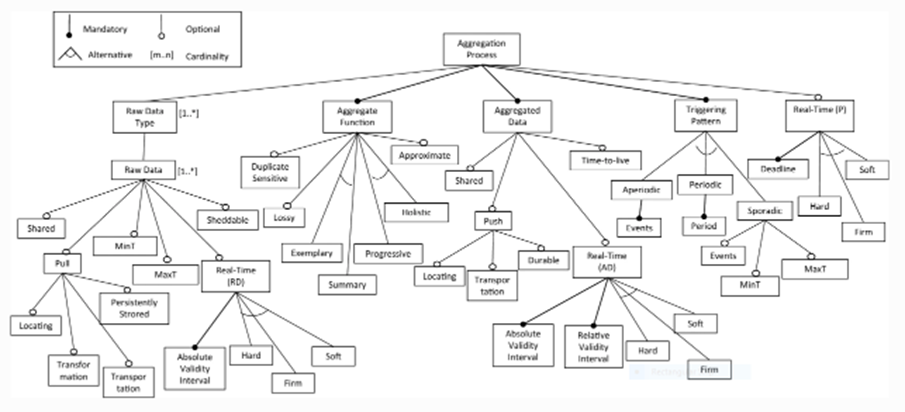 Mandatory
Optional
Alternative
[m..n]
Cardinality
Aggregation
Process
Raw Data
Type
[1..*]
Aggregate
Function
Aggregated
Data
Triggering
Pattern
Real-Time (P)
Raw Data
[1..*]
Duplicate
Sensitive
Approximate
Shared
Time-to-live
Deadline
Soft
Aperiodic
Periodic
Shared
Sheddable
Lossy
Holistic
Push
Events
Period
Sporadic
Hard
Firm
MinT
Exemplary
Progressive
Pull
MaxT
Real-Time
(RD)
Summary
Locating
Transpor
tation
Durable
Real-Time
(AD)
Events
MinT
MaxT
Persistently
Strored
Locating
Transfor
mation
Transpor
tation
Absolute
Validity
Interval
Hard
Firm
Soft
Absolute
Validity
Interval
Relative
Validity
Interval
Hard
Soft
Firm